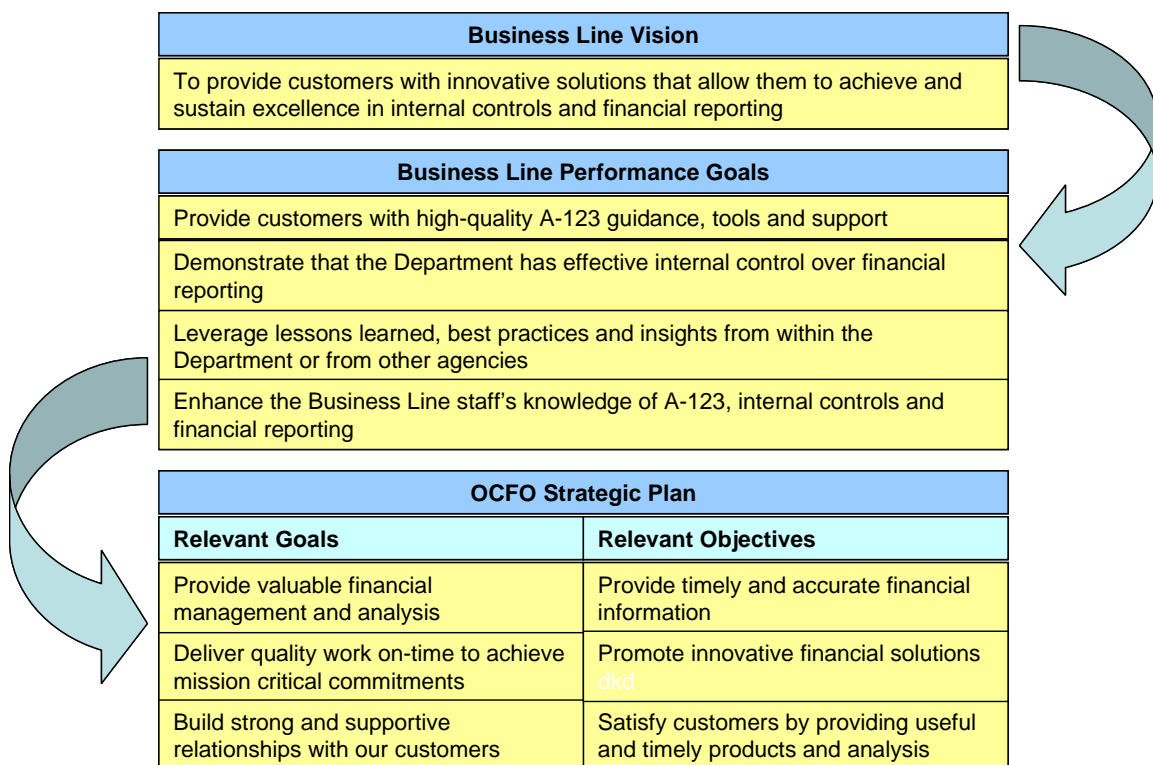 Business Line Vision
To provide customers with innovative solutions that allow them to achieve and
sustain excellence in internal controls and financial reporting
Business Line Performance Goals
Provide customers with high-quality A-123 guidance, tools and support
Demonstrate that the Department has effective internal control over financial
reporting
Leverage lessons learned, best practices and insights from within the
Department or from other agencies
Enhance the Business Line staff's knowledge of A-123, internal controls and
financial reporting
OCFO Strategic Plan
Relevant Goals
Relevant Objectives
Provide valuable financial
management and analysis
Provide timely and accurate financial
information
Deliver quality work on-time to achieve
mission critical commitments
Promote innovative financial solutions
dkd
Build strong and supportive
relationships with our customers
Satisfy customers by providing useful
and timely products and analysis